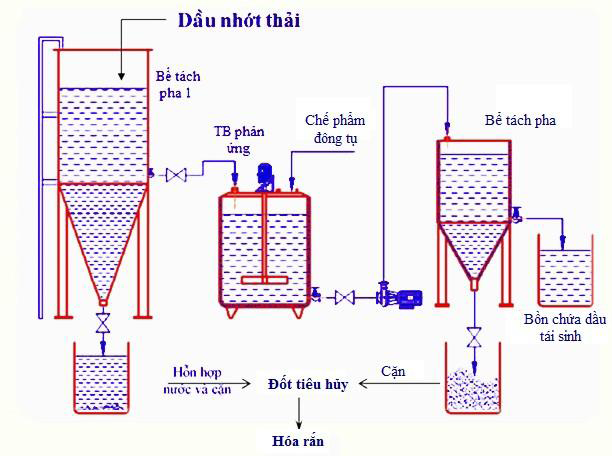 Dầu nhớt thải
Bể tách
pha 1
TB phản
ứng
Chế phẩm
đông tụ
Bể tách pha
Bồn chứa dầu
tái sinh
Hỗn hợp
nước và cặn
Đốt tiêu hủy
Cặn
Hóa rắn